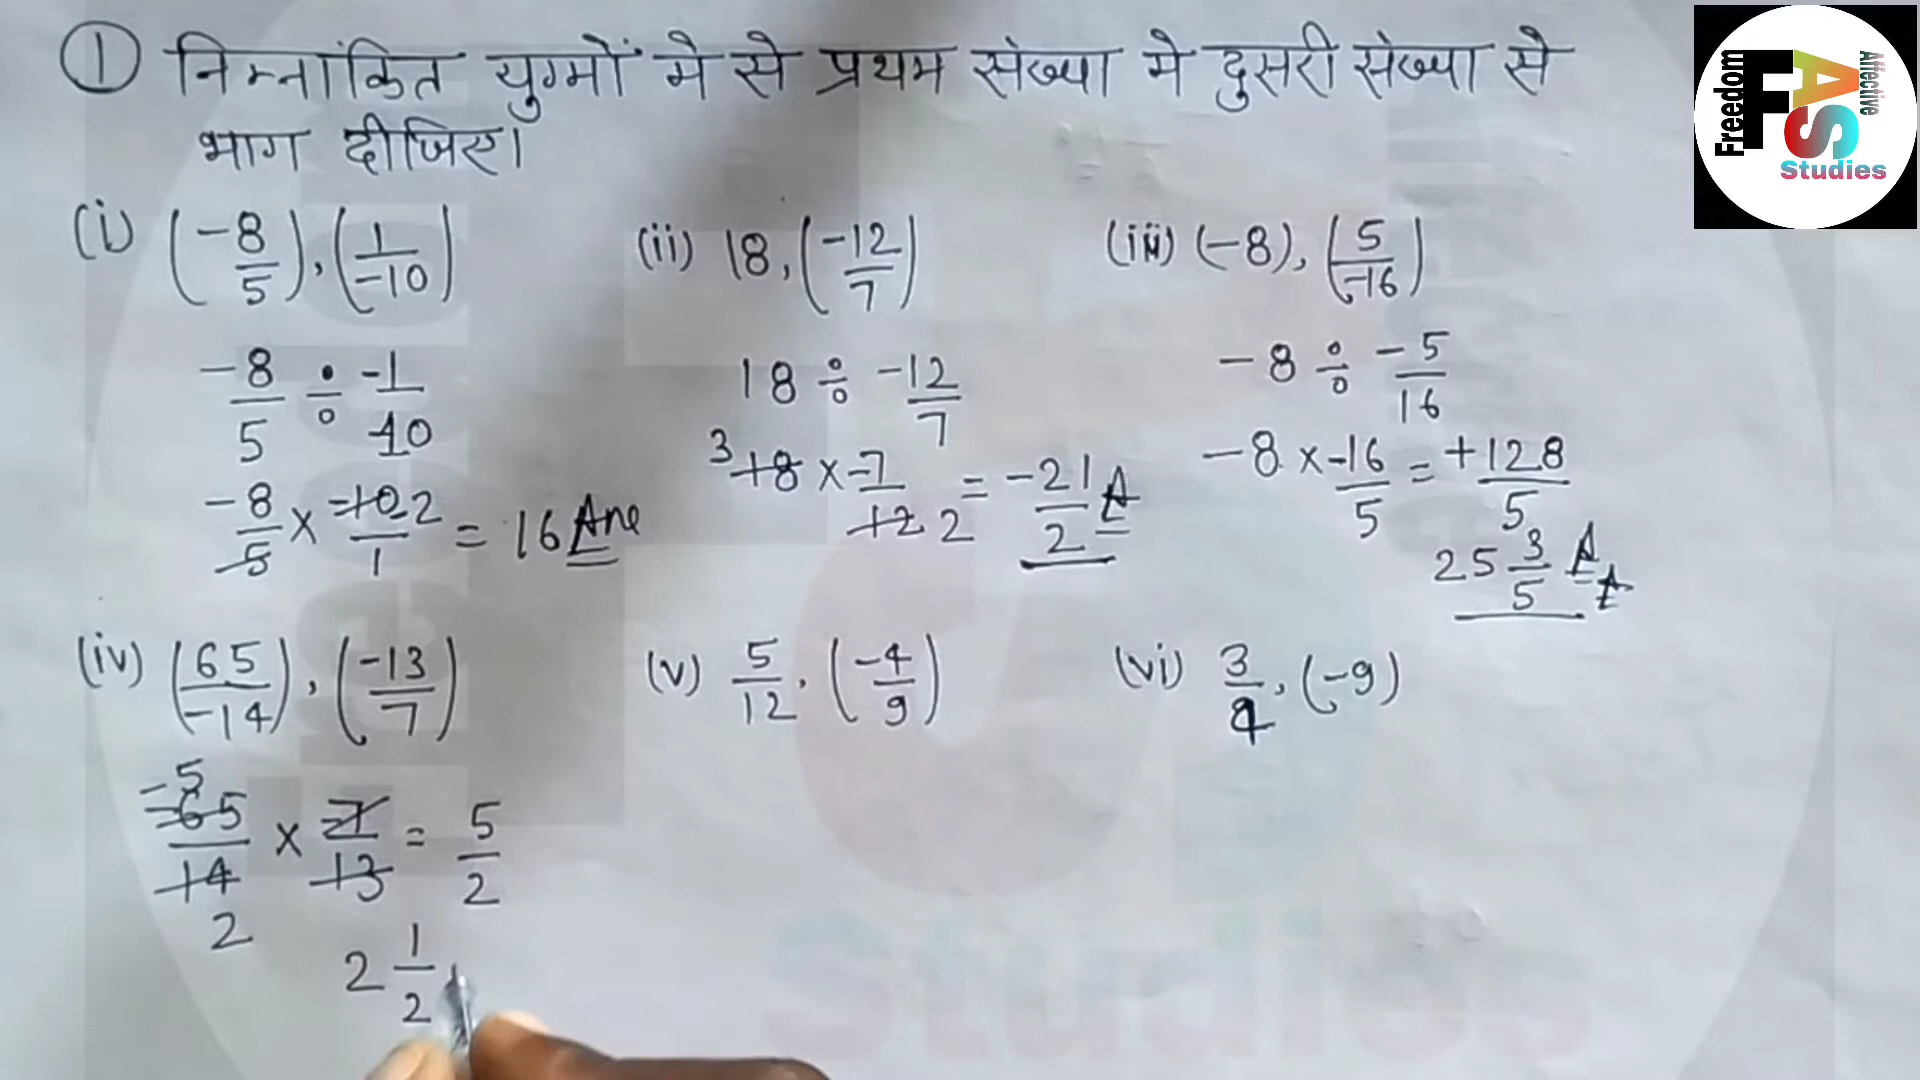 ① निम्नांकित युग्मों मे से प्रथम संख्या मे दुसरी संख्या से
भाग दीजिए।
(i) (-8/5), (1/-10)
-8/5 ÷ -1/10
-8/5 × -10/1 2 = 16 Ans
(ii) 18, (-12/7)
18 ÷ -12/7
3 18 × -7/12 2 = -21/2 A
(iii) (-8), (5/-16)
-8 ÷ -5/16
-8 × -16/5 = +128/5
25 3/5 A
(iv) (65/-14), (-13/7)
-5
-65/14 × -7/13 = 5/2
2
2 1/2
(v) 5/12, (-4/9)
(vi) 3/4, (-9)
Freedom
FAS
Affective
Studies
Studies